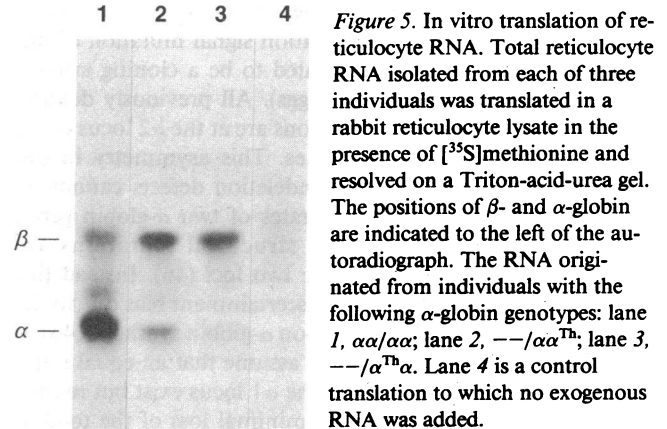 1 2 3 4
β —
α —
Figure 5. In vitro translation of re-
ticulocyte RNA. Total reticulocyte
RNA isolated from each of three
individuals was translated in a
rabbit reticulocyte lysate in the
presence of [³⁵S]methionine and
resolved on a Triton-acid-urea gel.
The positions of β- and α-globin
are indicated to the left of the au-
toradiograph. The RNA origi-
nated from individuals with the
following α-globin genotypes: lane
1, αα/αα; lane 2, −−/ααᵀʰ; lane 3,
−−/αᵀʰα. Lane 4 is a control
translation to which no exogenous
RNA was added.